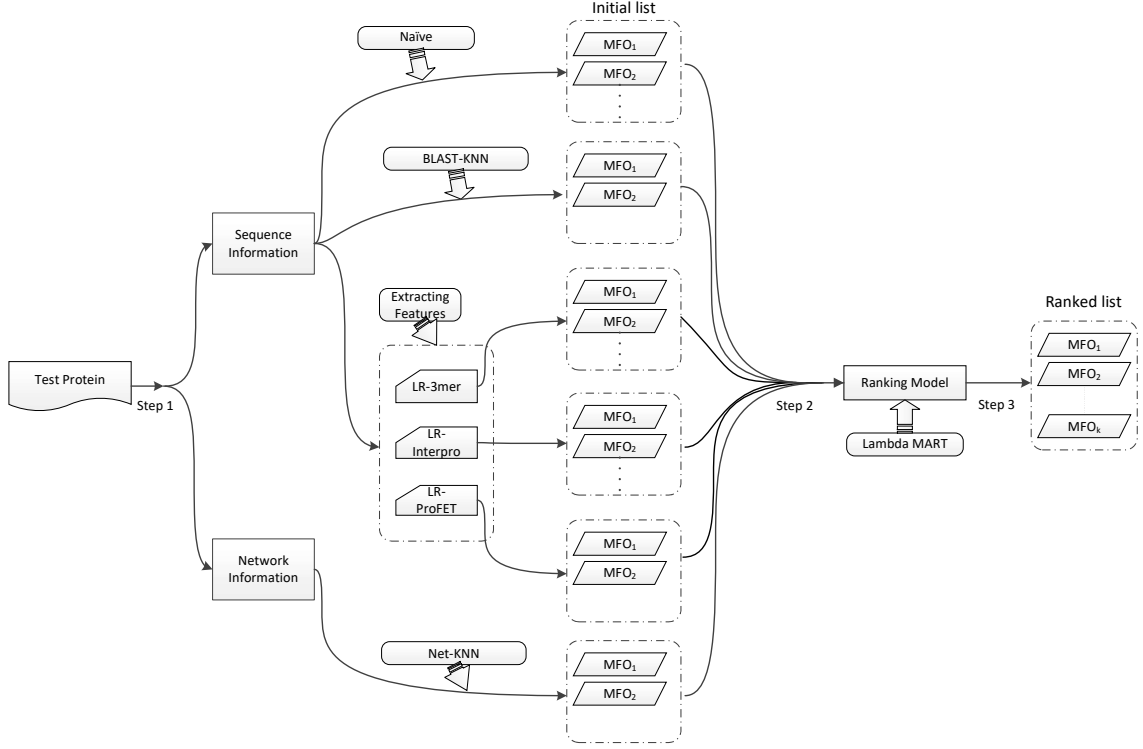 Initial list
Naïve
MFO₁
MFO₂
BLAST-KNN
MFO₁
MFO₂
Sequence
Information
Extracting
Features
MFO₁
MFO₂
LR-3mer
LR-
Interpro
LR-
ProFET
MFO₁
MFO₂
Test Protein
Step 1
Step 2
Ranking Model
Lambda MART
Step 3
Ranked list
MFO₁
MFO₂
MFOₖ
MFO₁
MFO₂
Network
Information
Net-KNN
MFO₁
MFO₂